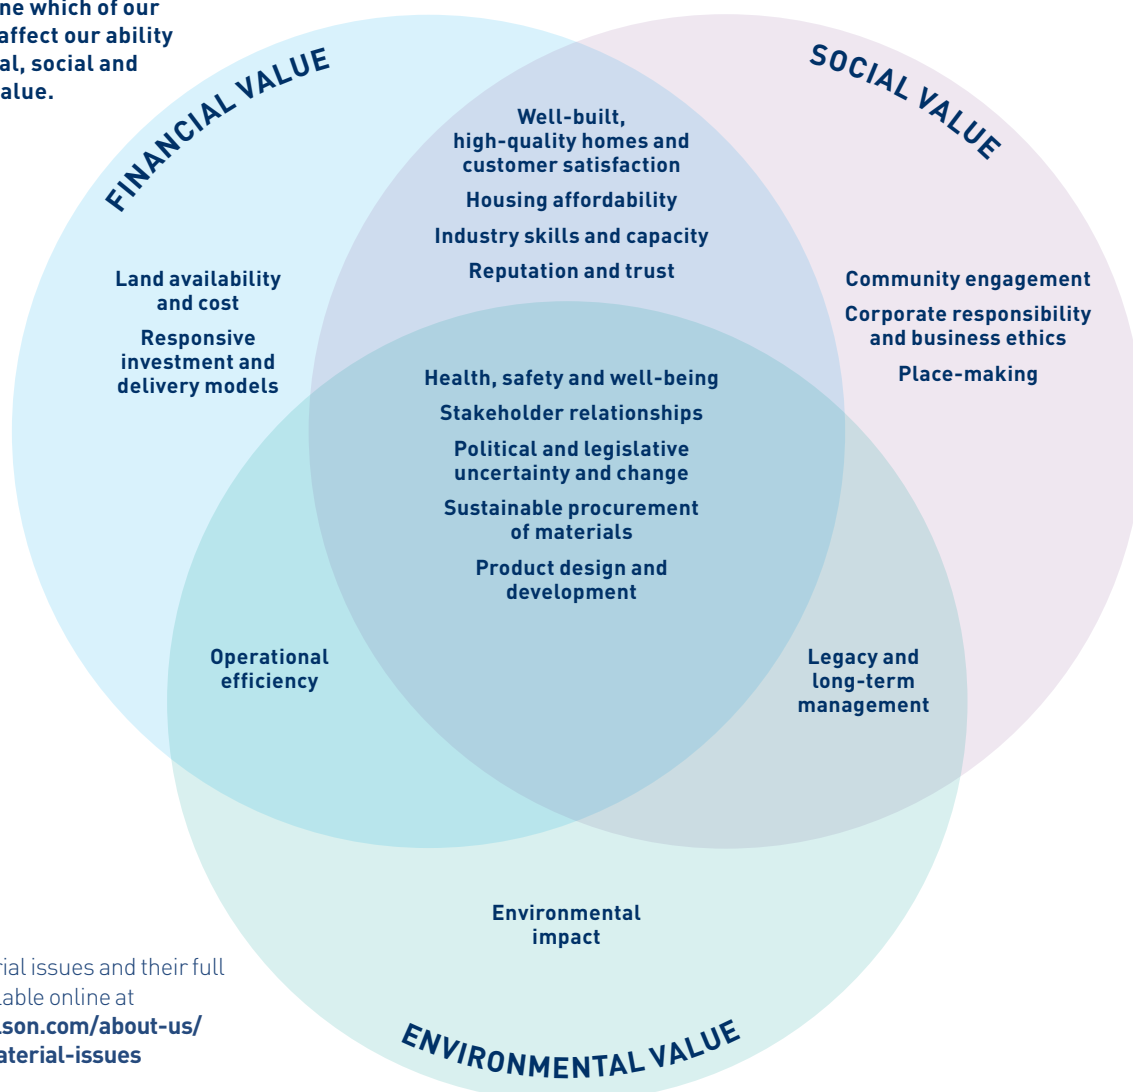 ne which of our
affect our ability
al, social and
alue.
FINANCIAL VALUE
SOCIAL VALUE
Well-built,
high-quality homes and
customer satisfaction
Housing affordability
Industry skills and capacity
Reputation and trust
Land availability
and cost
Responsive
investment and
delivery models
Community engagement
Corporate responsibility
and business ethics
Place-making
Health, safety and well-being
Stakeholder relationships
Political and legislative
uncertainty and change
Sustainable procurement
of materials
Product design and
development
Operational
efficiency
Legacy and
long-term
management
Environmental
impact
rial issues and their full
lable online at
lson.com/about-us/
aterial-issues
ENVIRONMENTAL VALUE